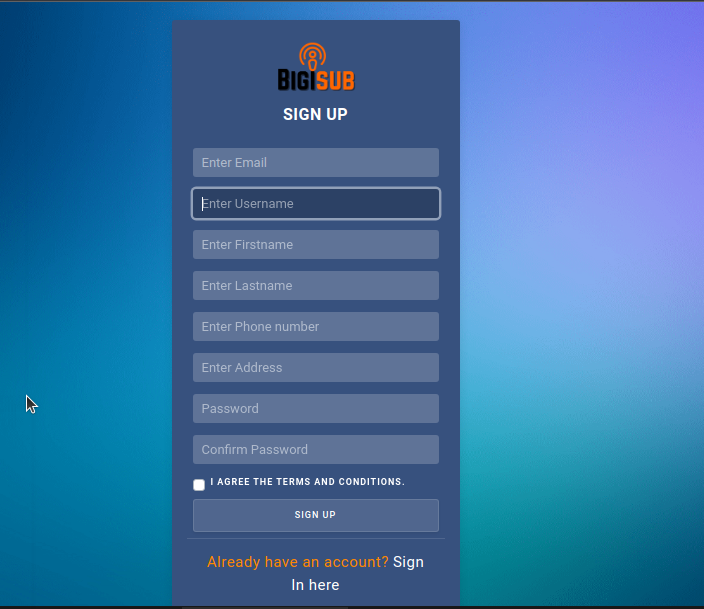 BIGISUB
SIGN UP
Enter Email
Enter Username
Enter Firstname
Enter Lastname
Enter Phone number
Enter Address
Password
Confirm Password
I AGREE THE TERMS AND CONDITIONS.
SIGN UP
Already have an account? Sign
In here